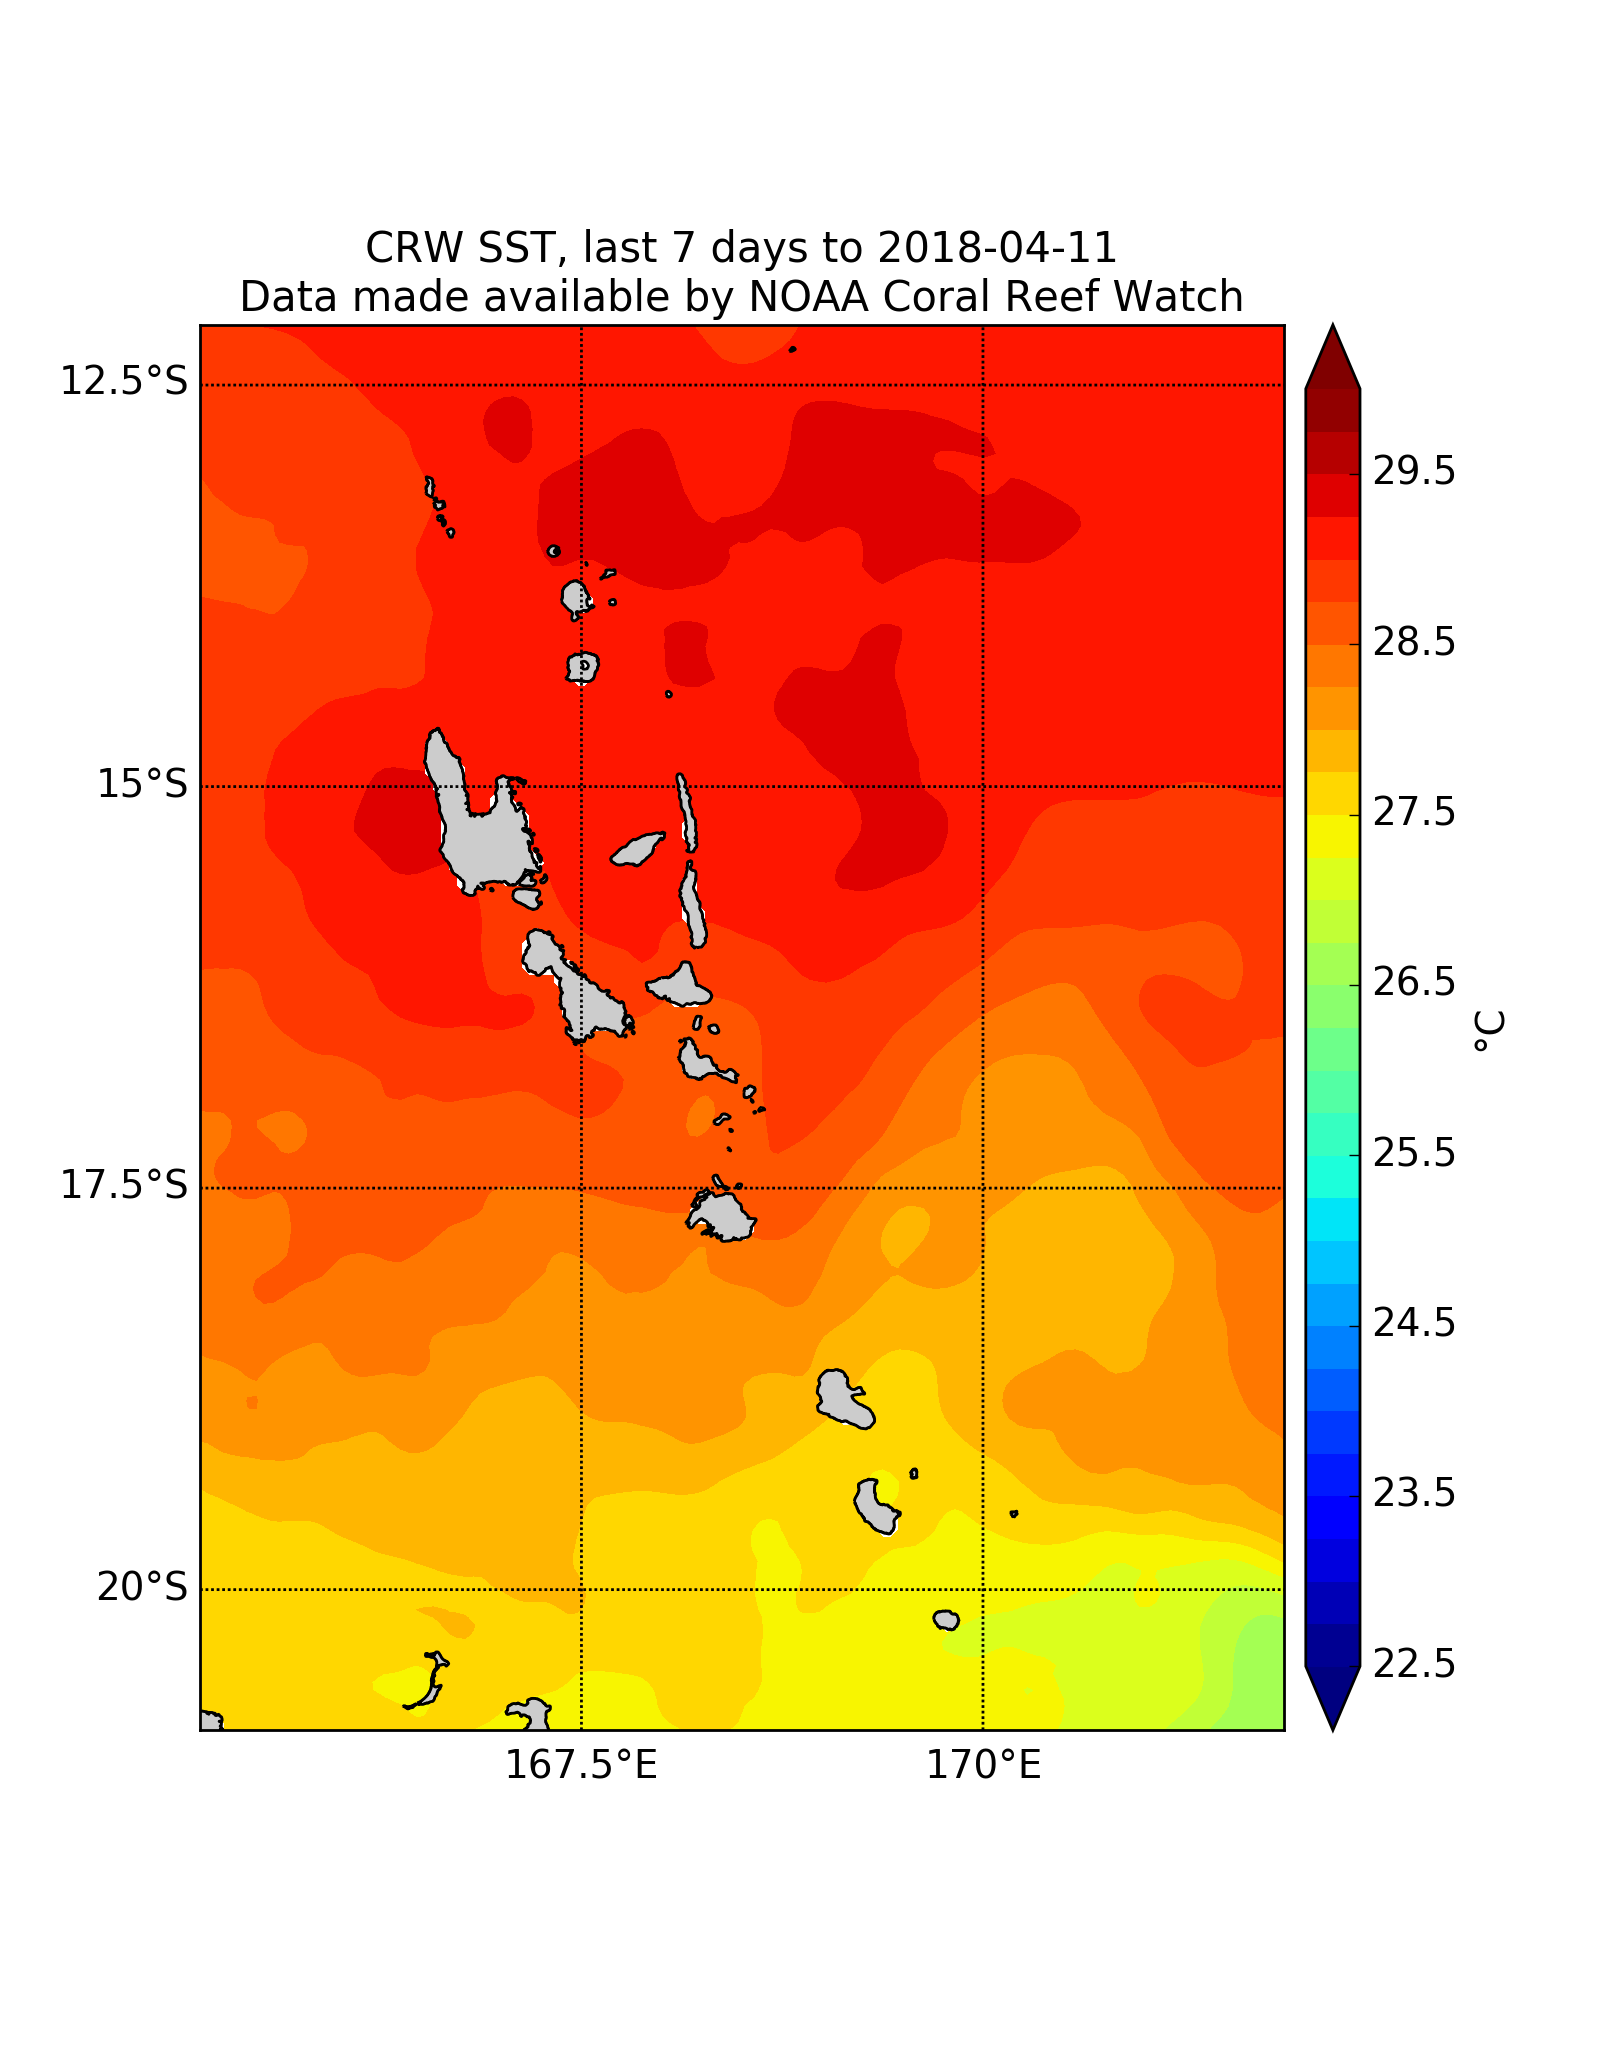 CRW SST, last 7 days to 2018-04-11
Data made available by NOAA Coral Reef Watch
12.5°S
15°S
17.5°S
20°S
167.5°E
170°E
29.5
28.5
27.5
26.5
25.5
24.5
23.5
22.5
°C